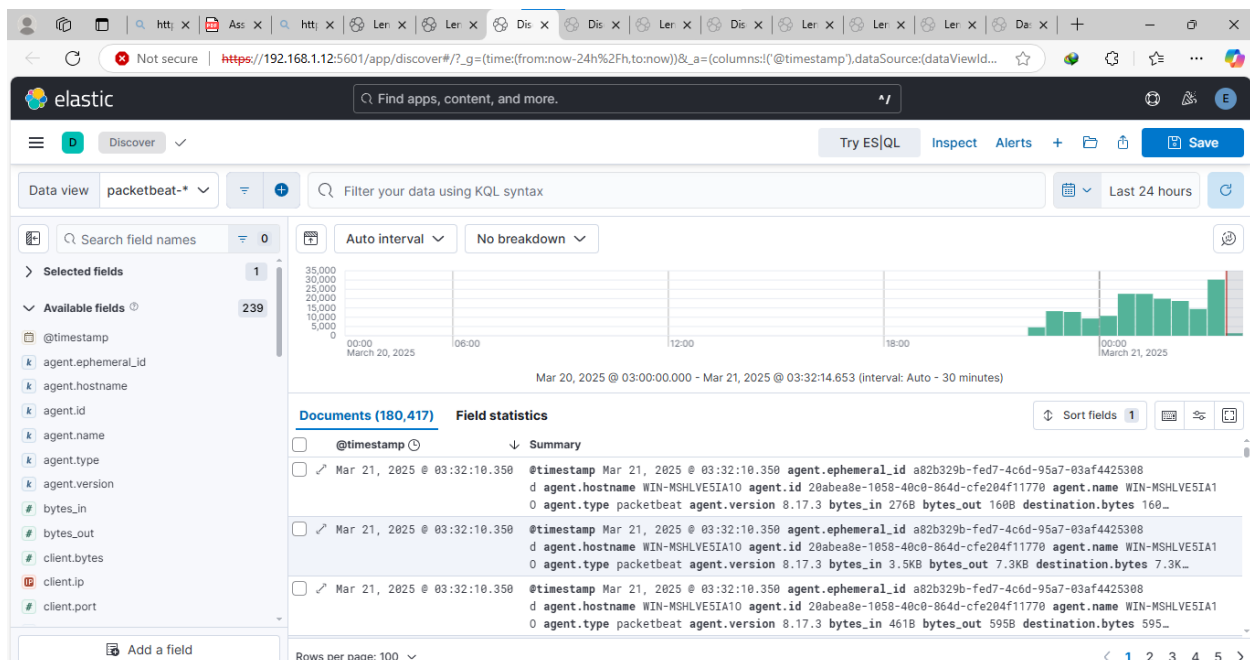 http
Ass
http
Ler
Ler
Dis
Dis
Ler
Dis
Ler
Ler
Ler
Das
Not secure
https://192.168.1.12:5601/app/discover#/?_g=(time:(from:now-24h%2Fh,to:now))&_a=(columns:!('@timestamp'),dataSource:(dataViewId...
elastic
Find apps, content, and more.
^/
E
D
Discover
Try ES|QL
Inspect
Alerts
Save
Data view
packetbeat-*
Filter your data using KQL syntax
Last 24 hours
Search field names
0
Auto interval
No breakdown
Selected fields
1
Available fields
239
@timestamp
k agent.ephemeral_id
k agent.hostname
k agent.id
k agent.name
k agent.type
k agent.version
# bytes_in
# bytes_out
# client.bytes
IP client.ip
# client.port
Add a field
35,000
30,000
25,000
20,000
15,000
10,000
5,000
0
00:00
March 20, 2025
06:00
12:00
18:00
00:00
March 21, 2025
Mar 20, 2025 @ 03:00:00.000 - Mar 21, 2025 @ 03:32:14.653 (interval: Auto - 30 minutes)
Documents (180,417)
Field statistics
Sort fields 1
@timestamp
Summary
Mar 21, 2025 @ 03:32:10.350
@timestamp Mar 21, 2025 @ 03:32:10.350 agent.ephemeral_id a82b329b-fed7-4c6d-95a7-03af4425308
d agent.hostname WIN-MSHLVE5IA1O agent.id 20abea8e-1058-40c0-864d-cfe204f11770 agent.name WIN-MSHLVE5IA1
O agent.type packetbeat agent.version 8.17.3 bytes_in 276B bytes_out 160B destination.bytes 160…
Mar 21, 2025 @ 03:32:10.350
@timestamp Mar 21, 2025 @ 03:32:10.350 agent.ephemeral_id a82b329b-fed7-4c6d-95a7-03af4425308
d agent.hostname WIN-MSHLVE5IA1O agent.id 20abea8e-1058-40c0-864d-cfe204f11770 agent.name WIN-MSHLVE5IA1
O agent.type packetbeat agent.version 8.17.3 bytes_in 3.5KB bytes_out 7.3KB destination.bytes 7.3K…
Mar 21, 2025 @ 03:32:10.350
@timestamp Mar 21, 2025 @ 03:32:10.350 agent.ephemeral_id a82b329b-fed7-4c6d-95a7-03af4425308
d agent.hostname WIN-MSHLVE5IA1O agent.id 20abea8e-1058-40c0-864d-cfe204f11770 agent.name WIN-MSHLVE5IA1
O agent.type packetbeat agent.version 8.17.3 bytes_in 461B bytes_out 595B destination.bytes 595…
Rows per page: 100
1 2 3 4 5